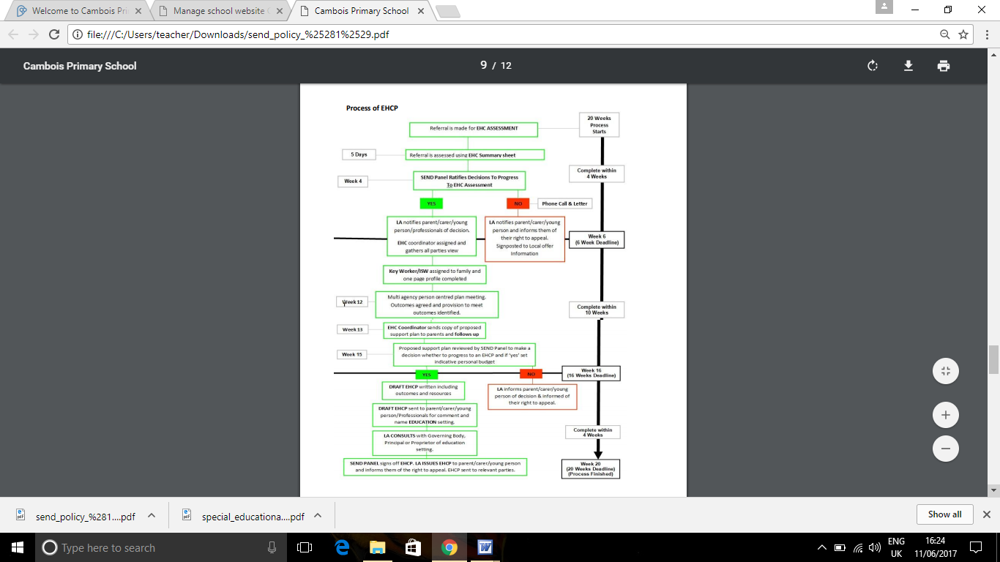 Welcome to Cambois Pri
Manage school website
Cambois Primary School
file:///C:/Users/teacher/Downloads/send_policy_%25281%2529.pdf
Cambois Primary School
9 / 12
Process of EHCP
20 Weeks
Process
Starts
Referral is made for EHC ASSESSMENT
5 Days
Referral is assessed using EHC Summary sheet
Complete within
4 Weeks
Week 4
SEND Panel Ratifies Decisions To Progress
To EHC Assessment
YES
NO
Phone Call & Letter
LA notifies parent/carer/young
person/professionals of decision.
EHC coordinator assigned and
gathers all parties view
LA notifies parent/carer/young
person and informs them of
their right to appeal.
Signposted to Local offer
Information
Week 6
(6 Week Deadline)
Key Worker/ISW assigned to family and
one page profile completed
Week 12
Multi agency person centred plan meeting.
Outcomes agreed and provision to meet
outcomes identified.
Complete within
10 Weeks
Week 13
EHC Coordinator sends copy of proposed
support plan to parents and follows up
Week 15
Proposed support plan reviewed by SEND Panel to make a
decision whether to progress to an EHCP and if 'yes' set
indicative personal budget
YES
NO
Week 16
(16 Weeks Deadline)
DRAFT EHCP written including
outcomes and resources
LA informs parent/carer/young
person of decision & informed of
their right to appeal.
DRAFT EHCP sent to parent/carer/young
person/Professionals for comment and
name EDUCATION setting.
Complete within
4 Weeks
LA CONSULTS with Governing Body,
Principal or Proprietor of education
setting.
SEND PANEL signs off EHCP. LA ISSUES EHCP to parent/carer/young person
and informs them of the right to appeal. EHCP sent to relevant parties.
Week 20
(20 Weeks Deadline)
(Process Finished)
send_policy_%281....pdf
special_educationa....pdf
Show all
Type here to search
ENG
UK
16:24
11/06/2017